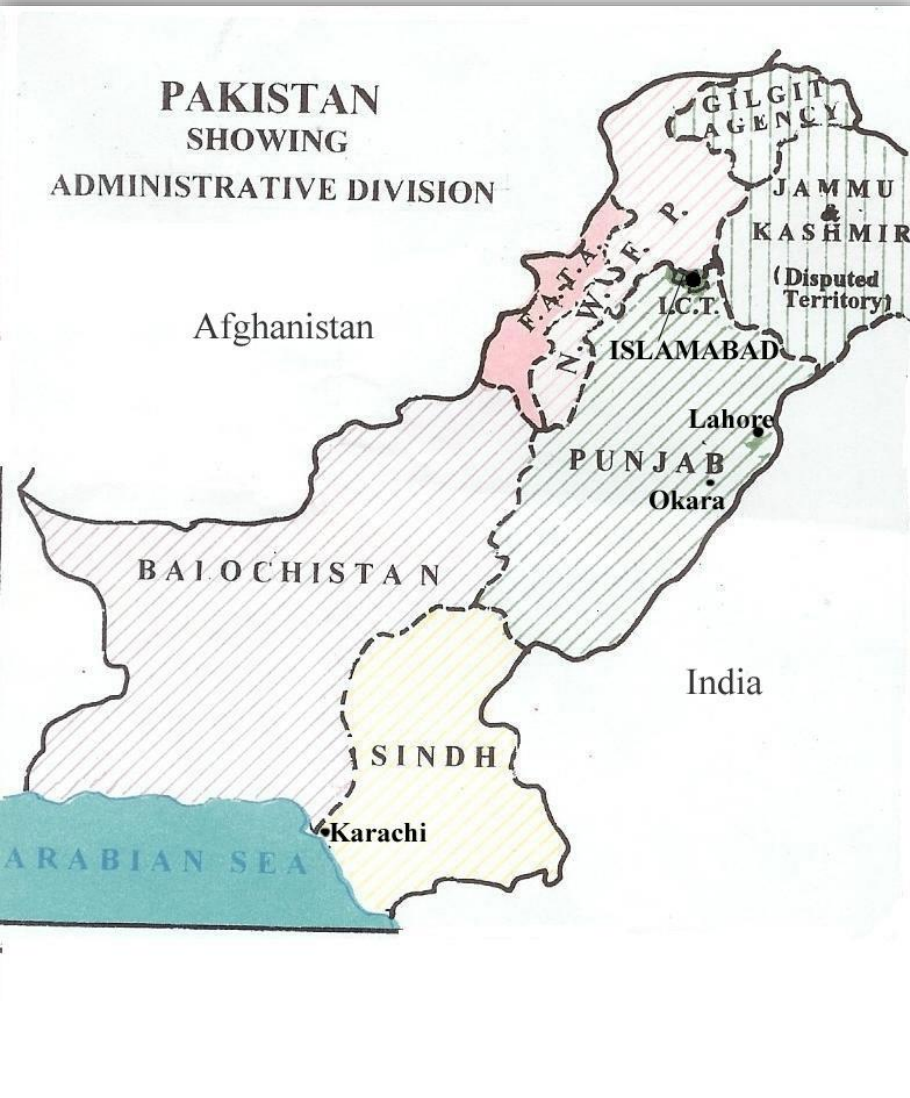 PAKISTAN
SHOWING
ADMINISTRATIVE DIVISION
GILGIT
AGENCY
JAMMU
&
KASHMIR
(Disputed
Territory)
N. W. F. P.
F.A.T.A.
I.C.T.
ISLAMABAD
Afghanistan
Lahore
PUNJAB
Okara
BALOCHISTAN
India
SINDH
Karachi
ARABIAN SEA